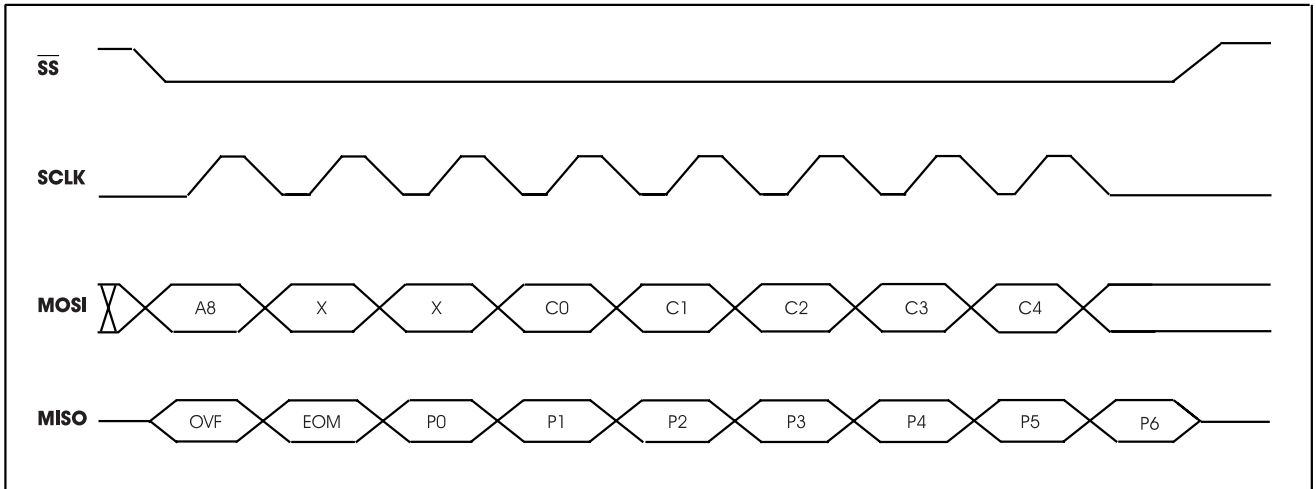 SS
SCLK
MOSI A8 X X C0 C1 C2 C3 C4
MISO OVF EOM P0 P1 P2 P3 P4 P5 P6